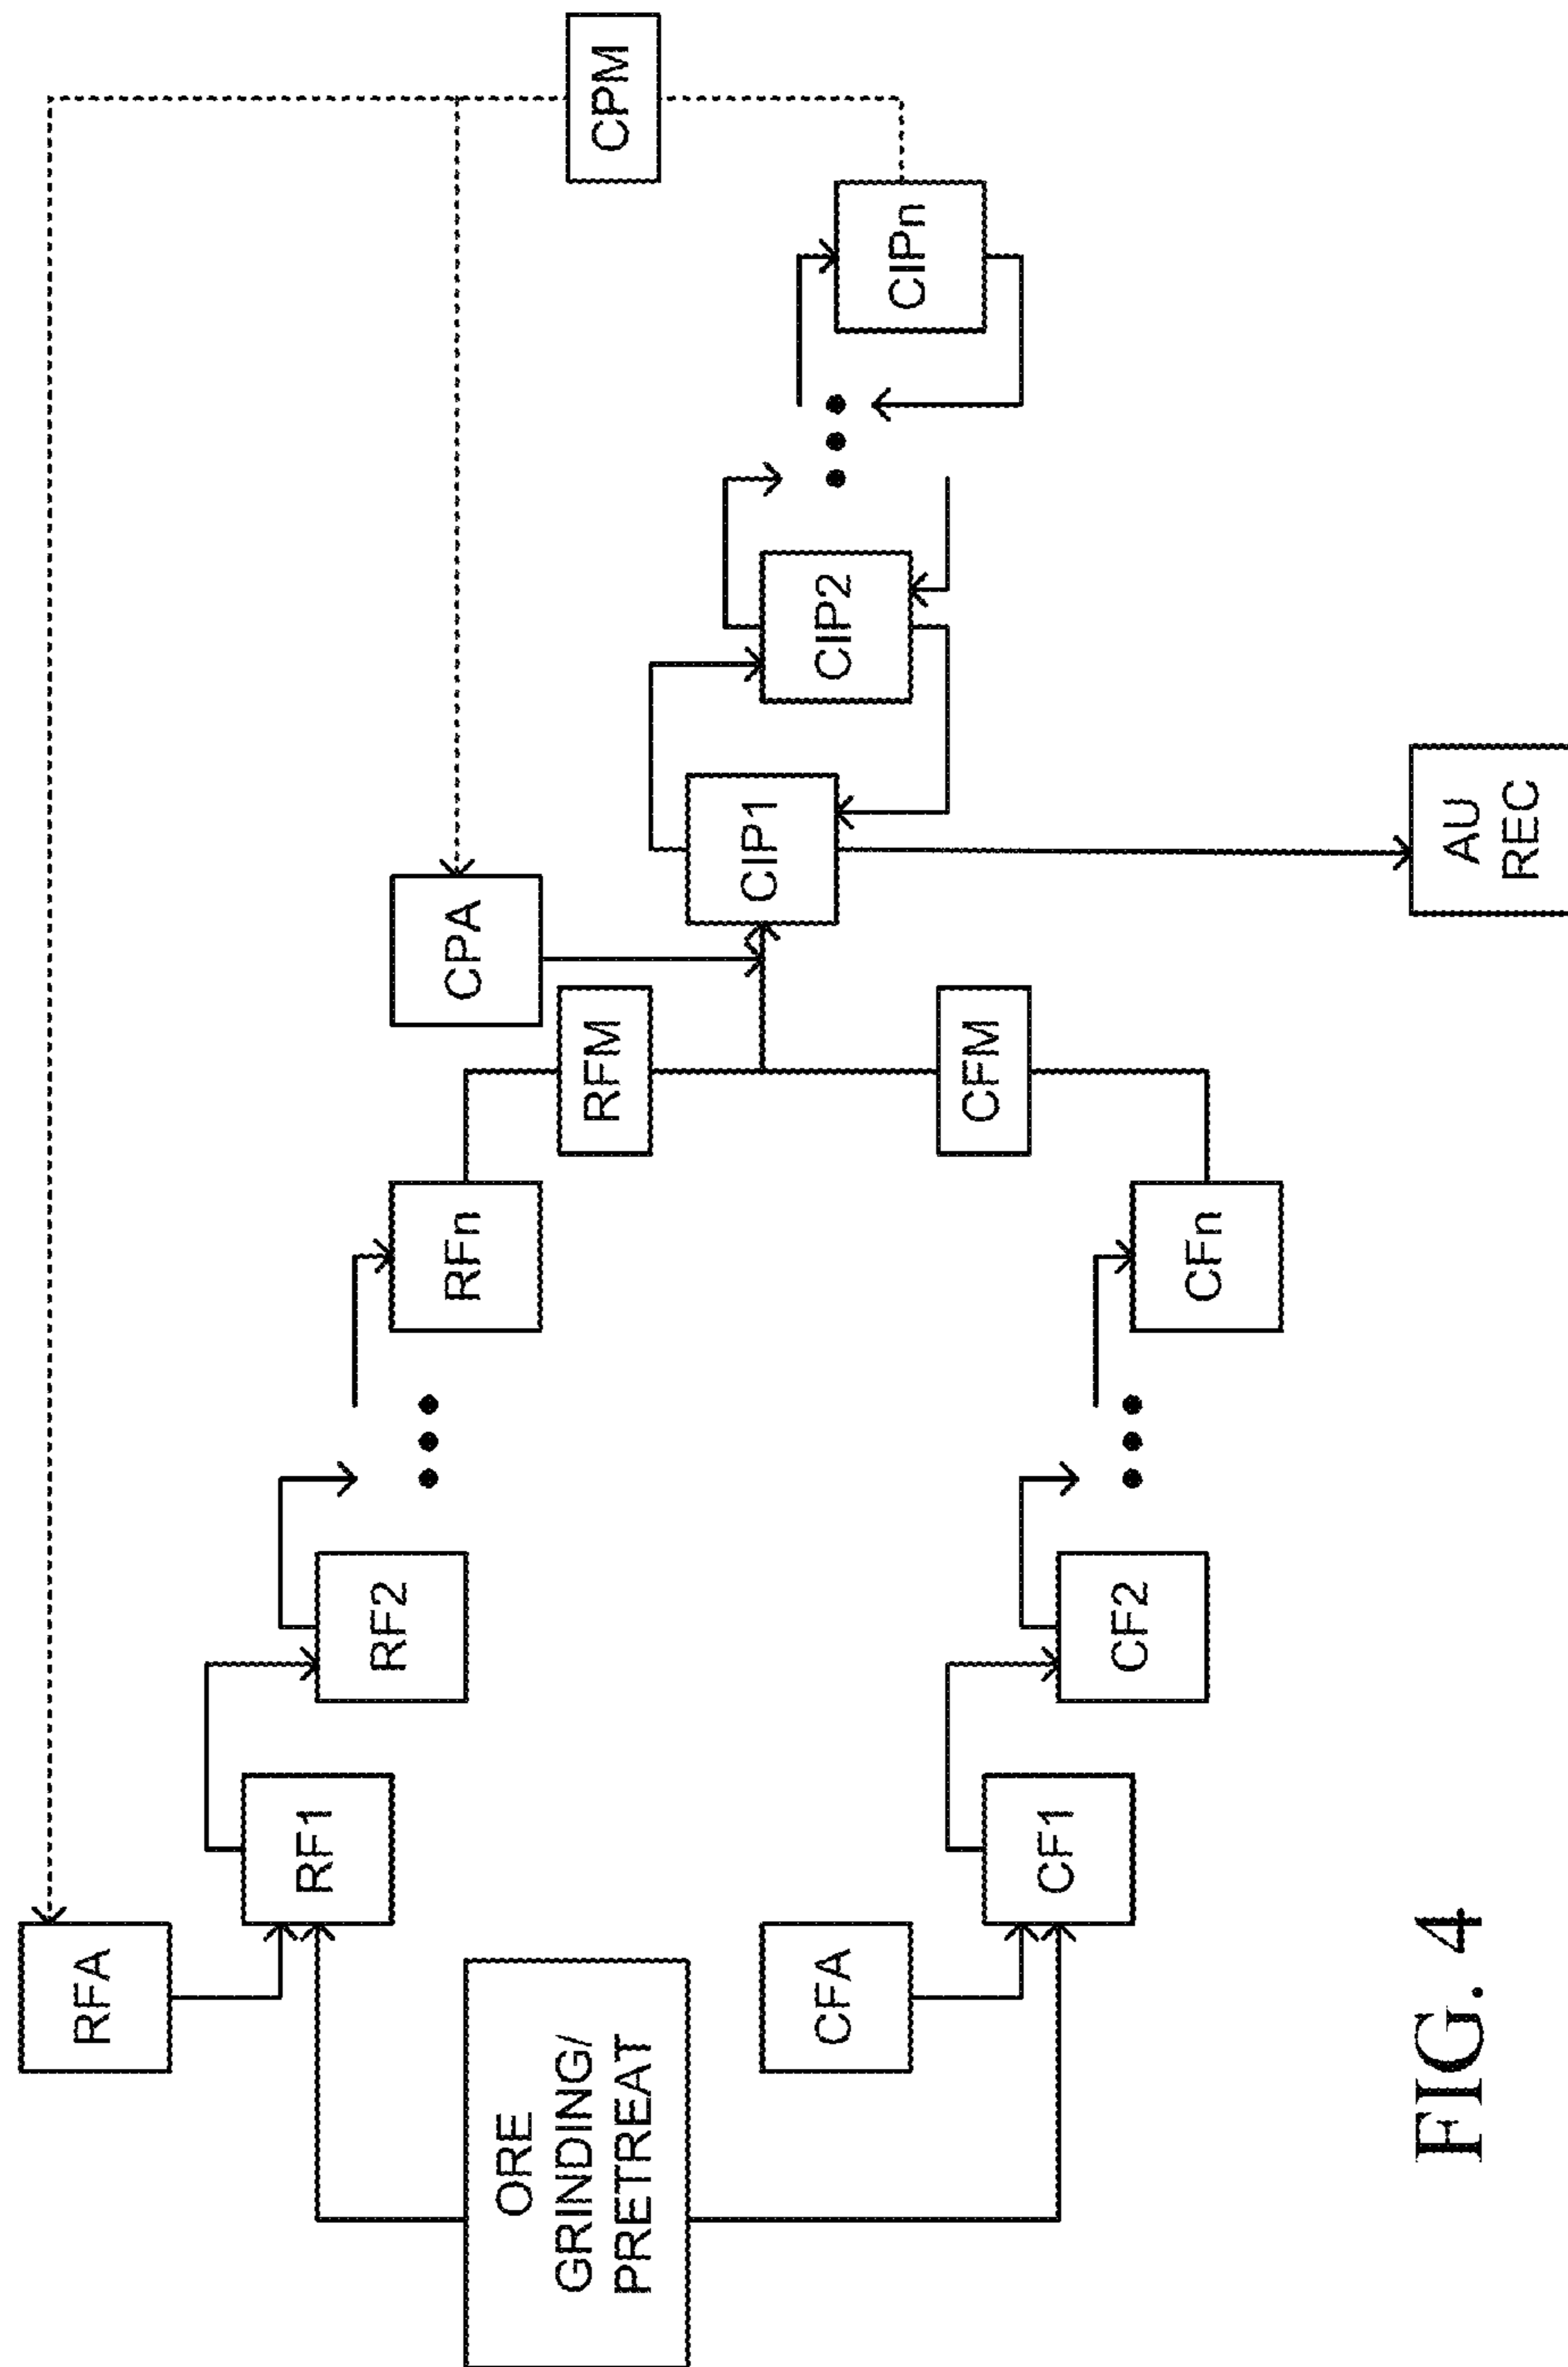 RFA
RF1
RF2
RFn
ORE
GRINDING/
PRETREAT
CFA
CF1
CF2
CFn
RFM
CFM
CPA
CIP1
CIP2
CIPn
CPM
AU
REC
FIG. 4